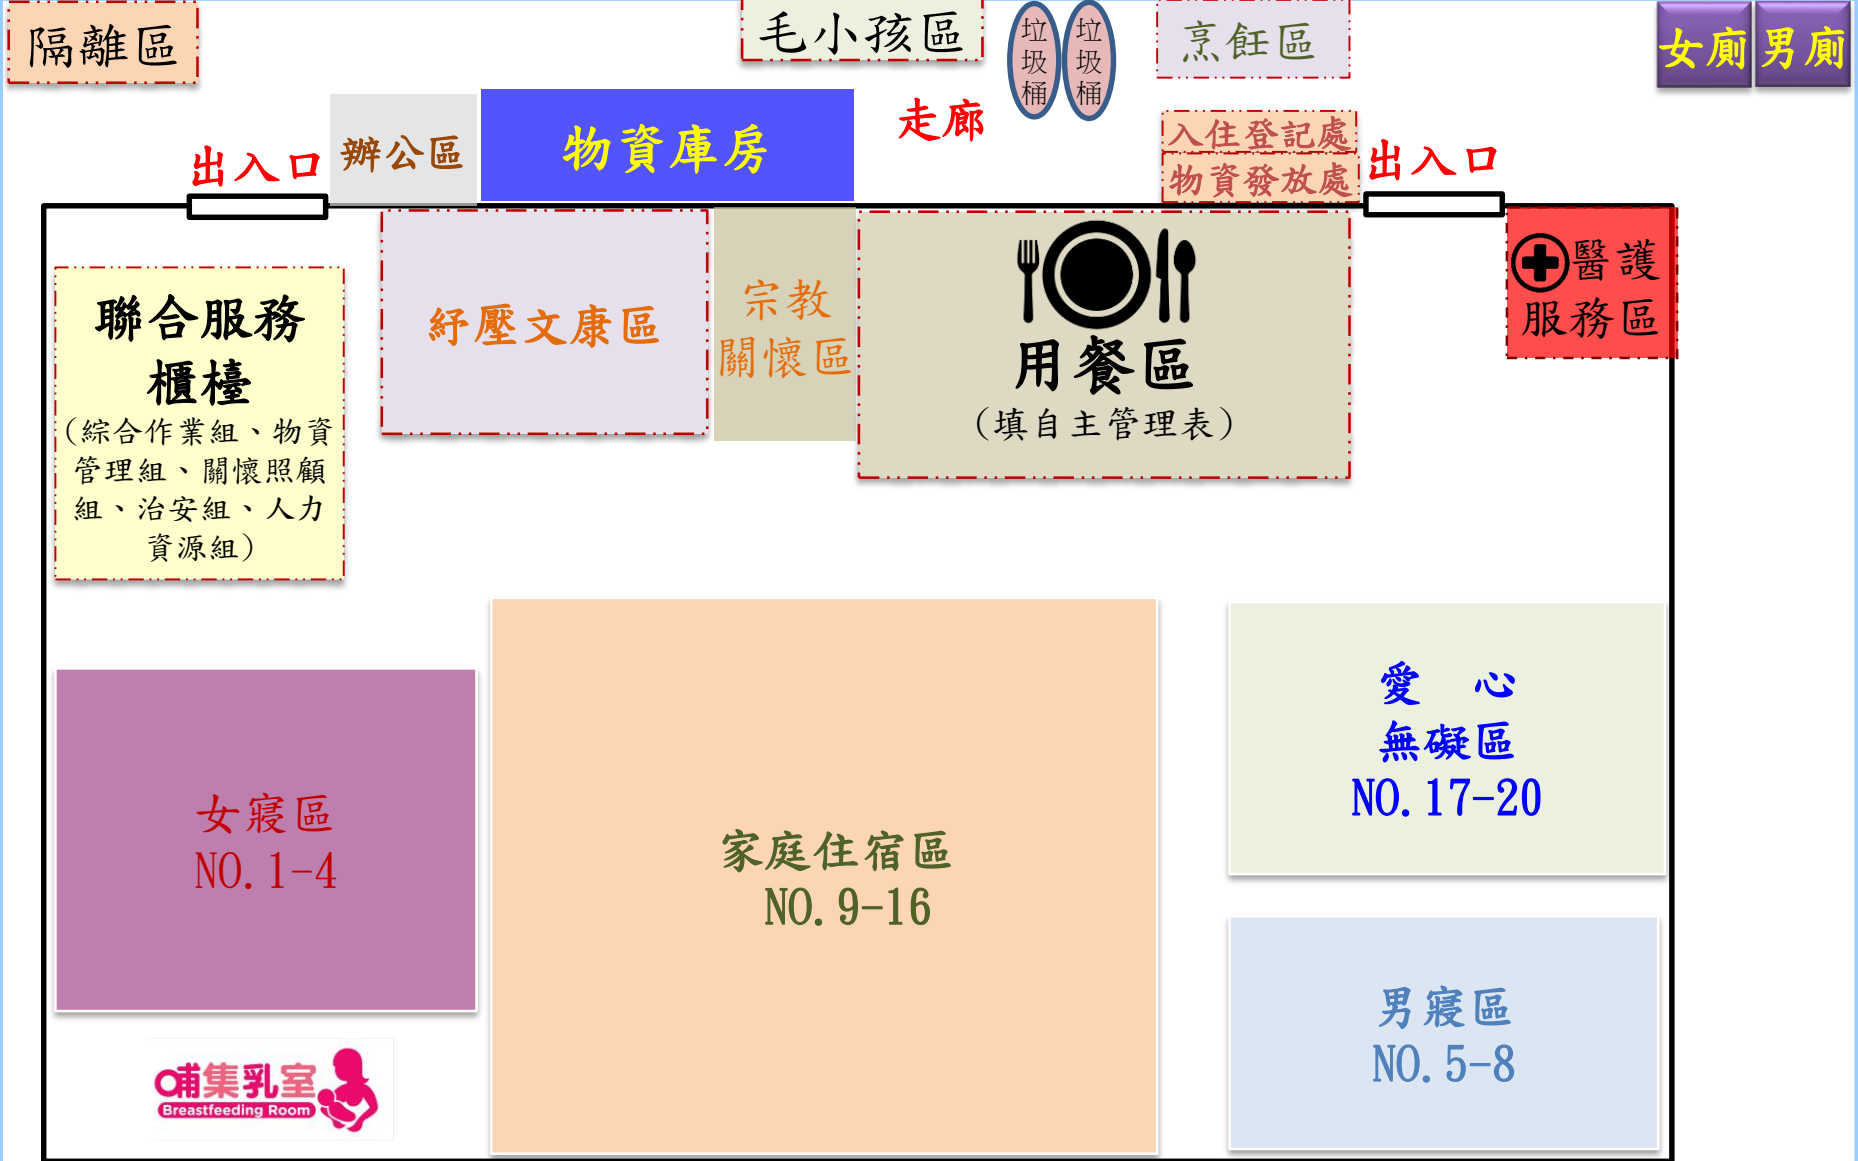 隔離區
毛小孩區
垃圾桶
垃圾桶
烹飪區
女廁
男廁
走廊
出入口
辦公區
物資庫房
入住登記處
物資發放處
出入口
聯合服務
櫃檯
(綜合作業組、物資
管理組、關懷照顧
組、治安組、人力
資源組)
紓壓文康區
宗教
關懷區
用餐區
(填自主管理表)
醫護
服務區
女寢區
NO.1-4
家庭住宿區
NO.9-16
愛 心
無礙區
NO.17-20
男寢區
NO.5-8
哺集乳室
Breastfeeding Room